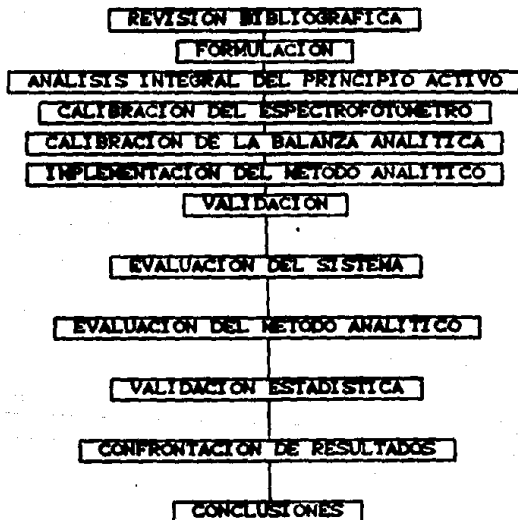 REVISION BIBLIOGRAFICA
FORMULACION
ANALISIS INTEGRAL DEL PRINCIPIO ACTIVO
CALIBRACION DEL ESPECTROFOTOMETRO
CALIBRACION DE LA BALANZA ANALITICA
IMPLEMENTACION DEL METODO ANALITICO
VALIDACION
EVALUACION DEL SISTEMA
EVALUACION DEL METODO ANALITICO
VALIDACION ESTADISTICA
CONFRONTACION DE RESULTADOS
CONCLUSIONES